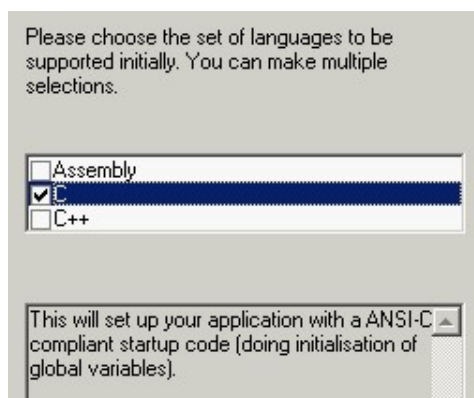 Please choose the set of languages to be
supported initially. You can make multiple
selections.
Assembly
C
C++
This will set up your application with a ANSI-C
compliant startup code (doing initialisation of
global variables).